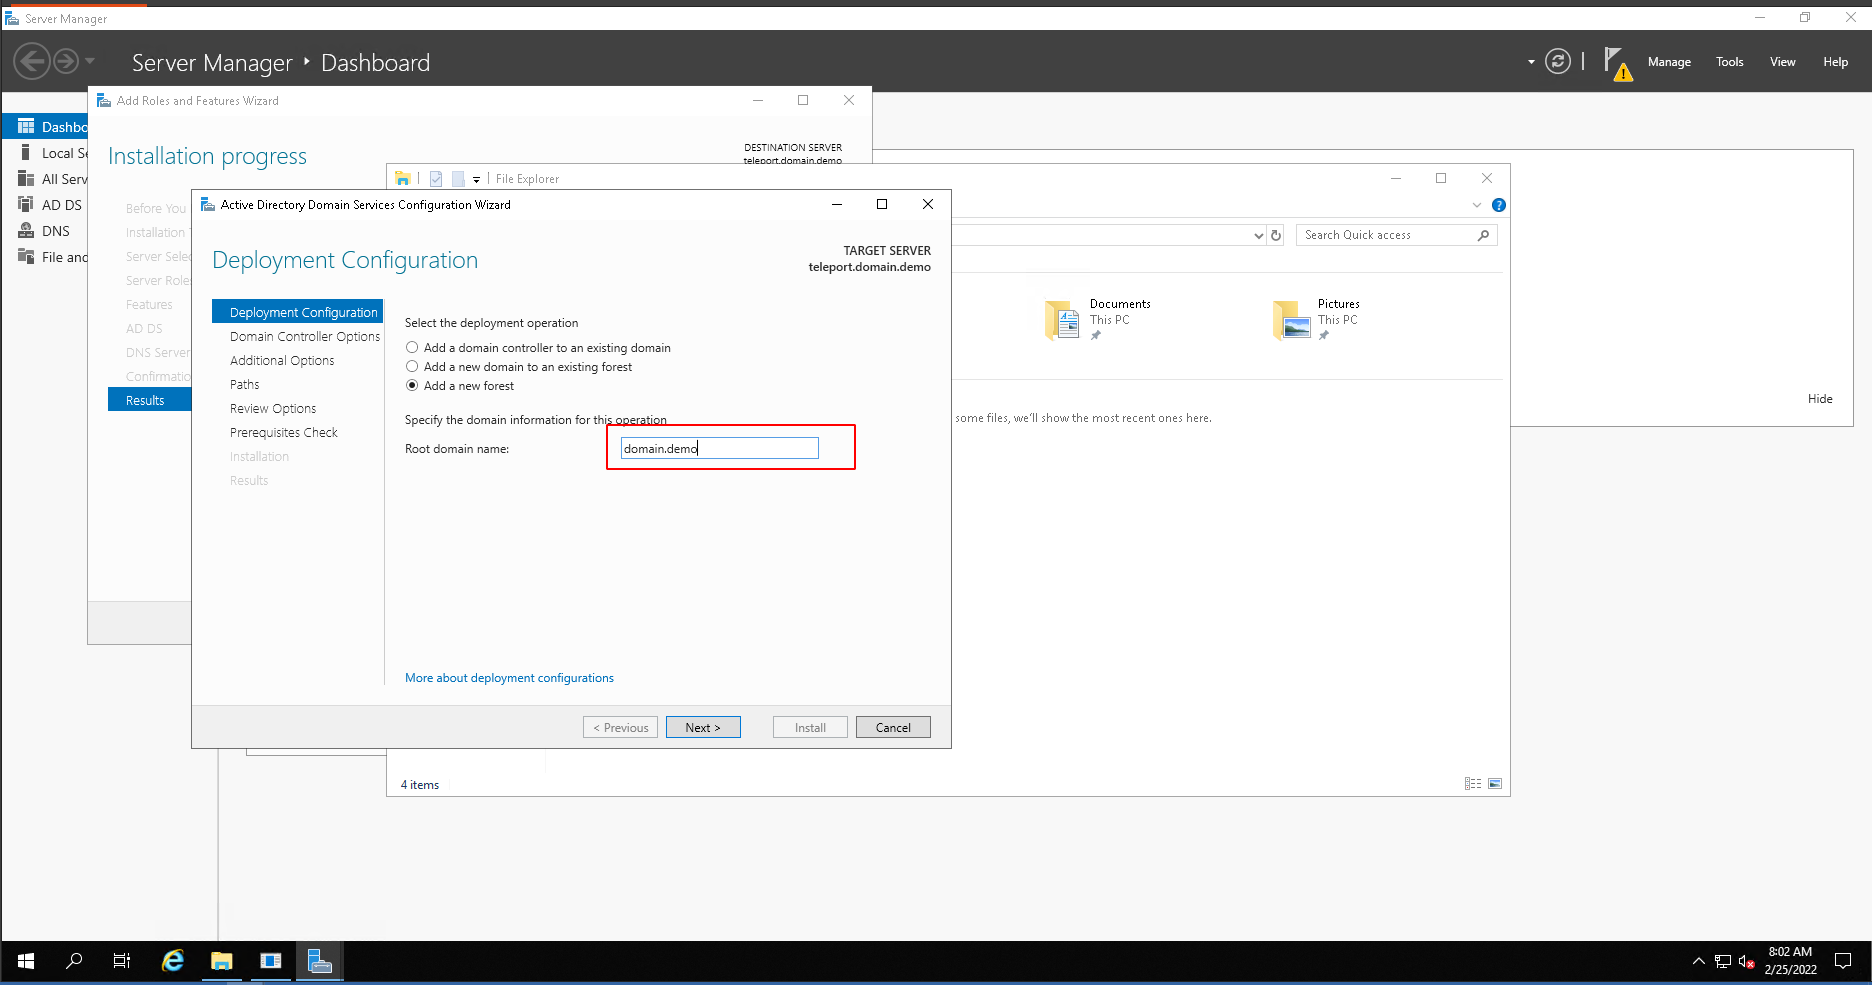 Server Manager
Server Manager ‣ Dashboard
Manage
Tools
View
Help
Add Roles and Features Wizard
Installation progress
DESTINATION SERVER
teleport.domain.demo
Dashbo
Local Se
All Serv
AD DS
DNS
File and
Before You
Installation
Server Selec
Server Roles
Features
AD DS
DNS Server
Confirmatio
Results
File Explorer
Search Quick access
Documents
This PC
Pictures
This PC
some files, we'll show the most recent ones here.
4 items
Hide
Active Directory Domain Services Configuration Wizard
Deployment Configuration
TARGET SERVER
teleport.domain.demo
Deployment Configuration
Domain Controller Options
Additional Options
Paths
Review Options
Prerequisites Check
Installation
Results
Select the deployment operation
Add a domain controller to an existing domain
Add a new domain to an existing forest
Add a new forest
Specify the domain information for this operation
Root domain name:
domain.demo
More about deployment configurations
< Previous
Next >
Install
Cancel
8:02 AM
2/25/2022